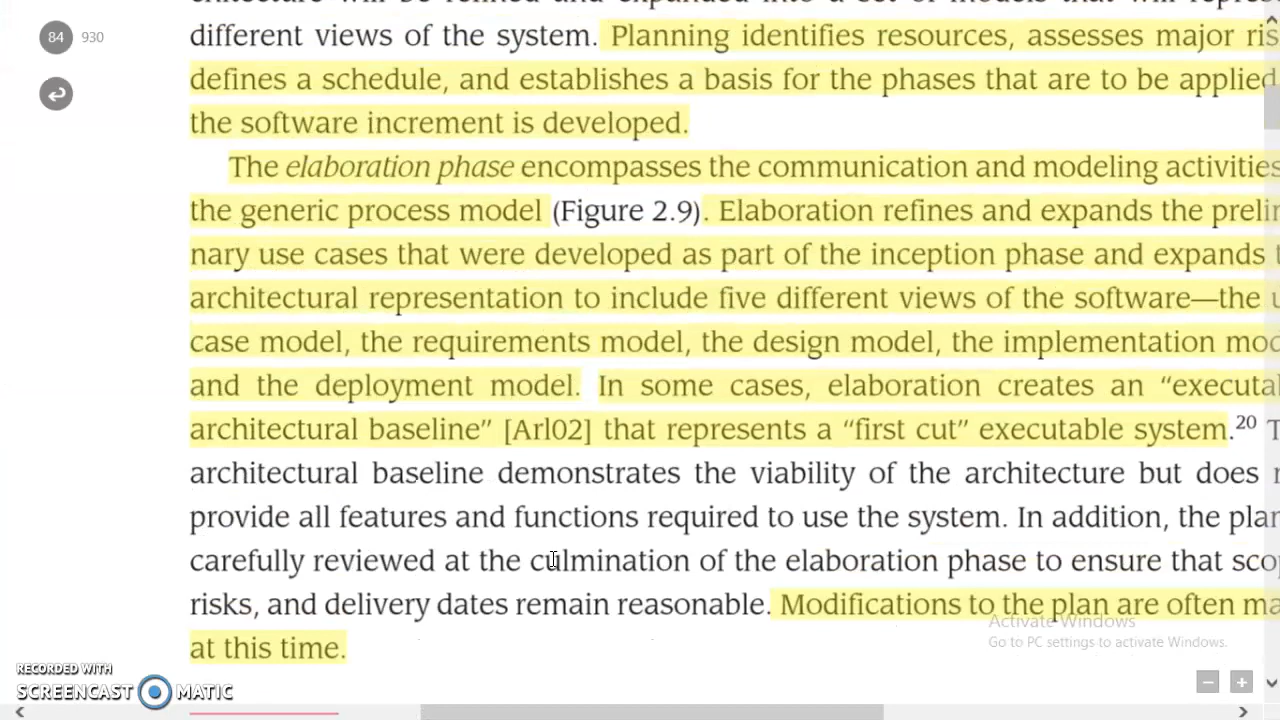 84 930
different views of the system. Planning identifies resources, assesses major
defines a schedule, and establishes a basis for the phases that are to be applied
the software increment is developed.
The elaboration phase encompasses the communication and modeling activities
the generic process model (Figure 2.9). Elaboration refines and expands the
nary use cases that were developed as part of the inception phase and expands
architectural representation to include five different views of the software—the
case model, the requirements model, the design model, the implementation
and the deployment model. In some cases, elaboration creates an
architectural baseline” [Arl02] that represents a “first cut” executable system.20
architectural baseline demonstrates the viability of the architecture but does
provide all features and functions required to use the system. In addition, the
carefully reviewed at the culmination of the elaboration phase to ensure that
risks, and delivery dates remain reasonable. Modifications to the plan are often
at this time.
Activate Windows
Go to PC settings to activate Windows.
RECORDED WITH
SCREENCAST MATIC